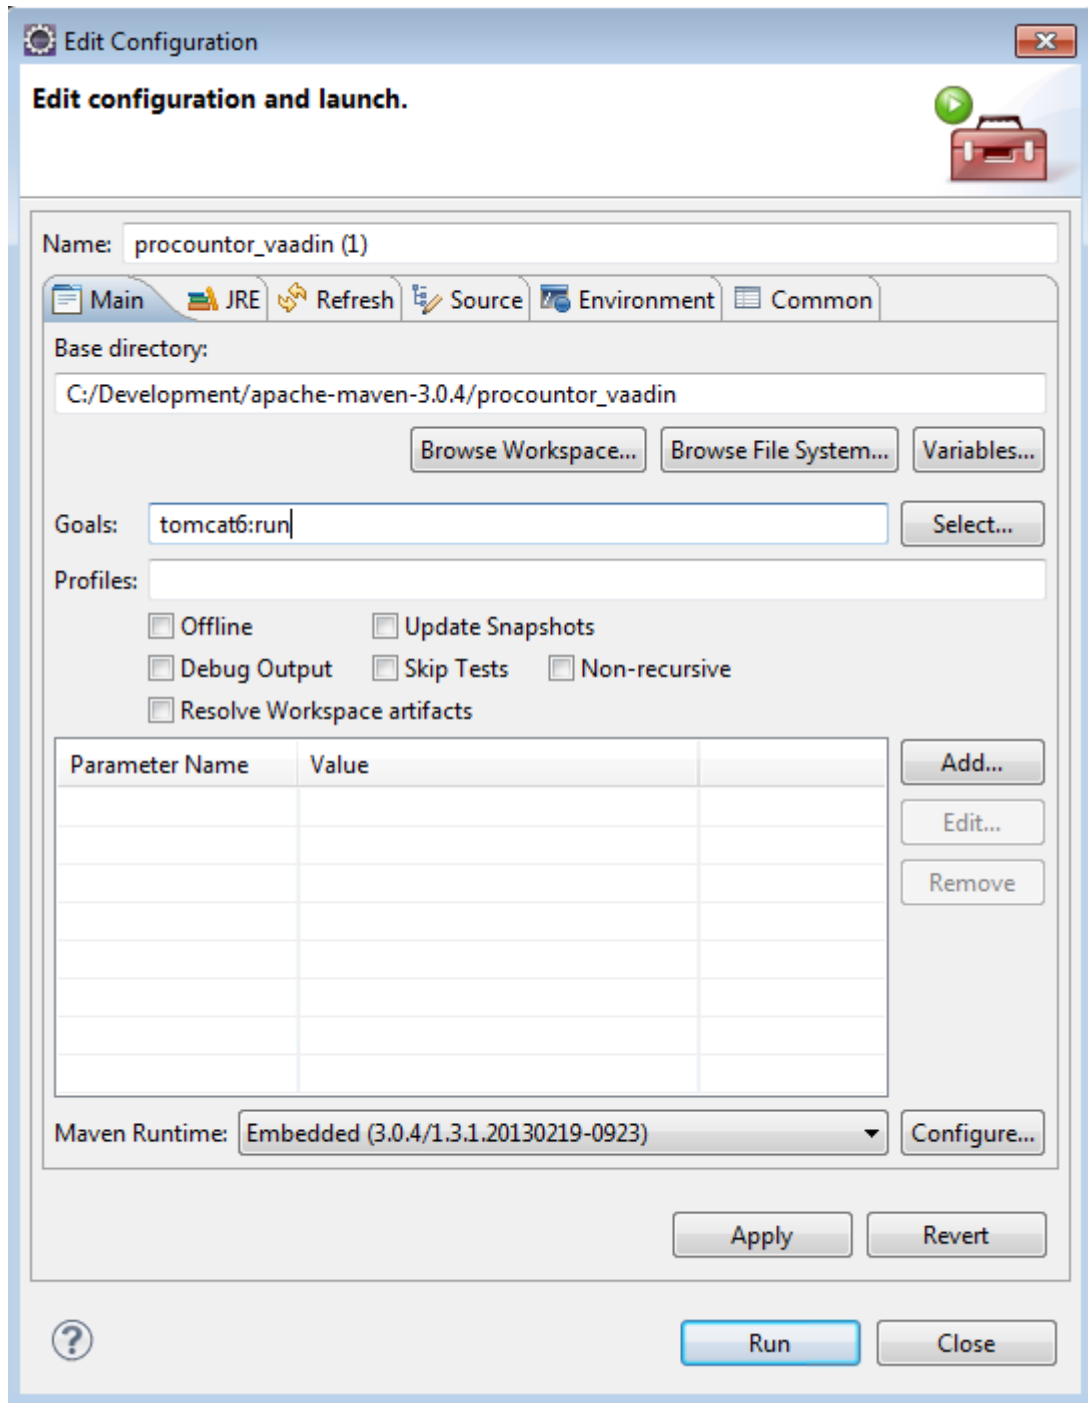 Edit Configuration
Edit configuration and launch.
Name: procountor_vaadin (1)
Main JRE Refresh Source Environment Common
Base directory:
C:/Development/apache-maven-3.0.4/procountor_vaadin
Browse Workspace... Browse File System... Variables...
Goals: tomcat6:run Select...
Profiles:
Offline Update Snapshots
Debug Output Skip Tests Non-recursive
Resolve Workspace artifacts
Parameter Name Value Add...
Edit...
Remove
Maven Runtime: Embedded (3.0.4/1.3.1.20130219-0923) Configure...
Apply Revert
? Run Close